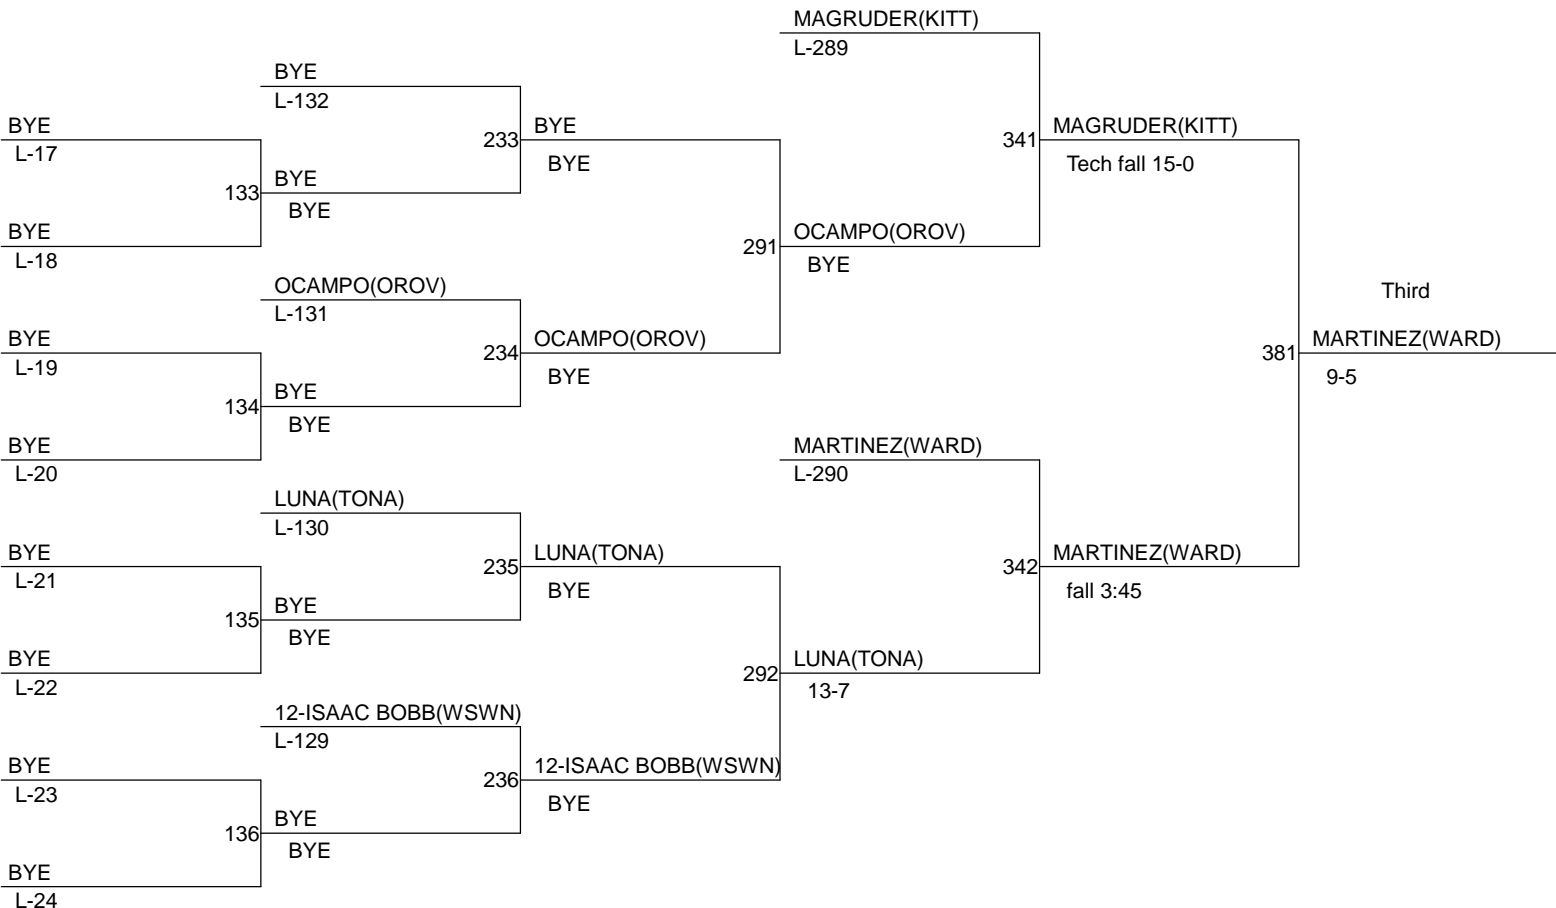 MAGRUDER(KITT)
L-289
BYE
L-132
BYE
L-17
233
BYE
BYE
341
MAGRUDER(KITT)
Tech fall 15-0
133
BYE
BYE
BYE
L-18
291
OCAMPO(OROV)
BYE
OCAMPO(OROV)
L-131
Third
BYE
L-19
234
OCAMPO(OROV)
BYE
381
MARTINEZ(WARD)
9-5
134
BYE
BYE
BYE
L-20
MARTINEZ(WARD)
L-290
LUNA(TONA)
L-130
BYE
L-21
235
LUNA(TONA)
BYE
342
MARTINEZ(WARD)
fall 3:45
135
BYE
BYE
BYE
L-22
292
LUNA(TONA)
13-7
12-ISAAC BOBB(WSWN)
L-129
BYE
L-23
236
12-ISAAC BOBB(WSWN)
BYE
136
BYE
BYE
BYE
L-24